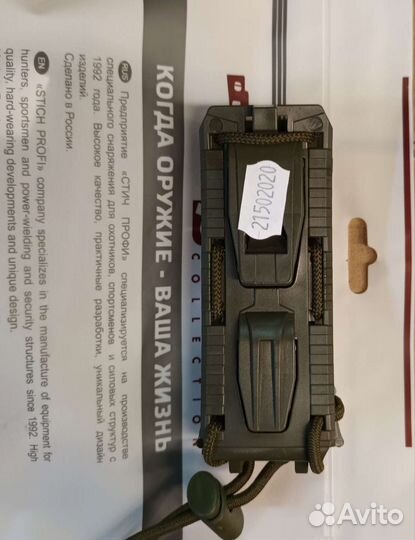 КОГДА ОРУЖИЕ - ВАША ЖИЗНЬ
RUS Предприятие «СТИЧ ПРОФИ» специализируется на производстве
специального снаряжения для охотников, спортсменов и силовых структур с
1992 года. Высокое качество, практичные разработки, уникальный дизайн
изделий.
Сделано в России.
EN «STICH PROFI» company specializes in the manufacture of equipment for
hunters, sportsmen and power-welding and security structures since 1992. High
quality, hard-wearing developments and unique design.
COLLECTION
Avito